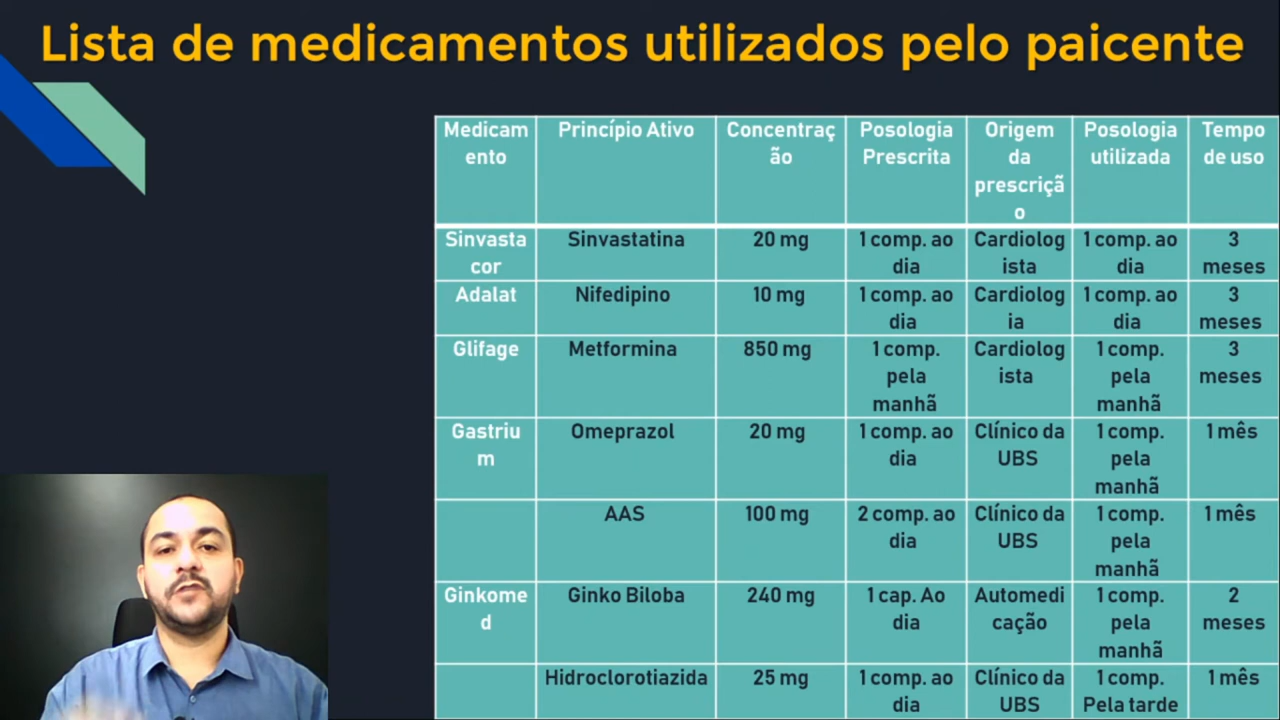 Lista de medicamentos utilizados pelo paicente
Medicam
ento
Princípio Ativo
Concentraç
ão
Posologia
Prescrita
Origem
da
prescriçã
o
Posologia
utilizada
Tempo
de uso
Sinvasta
cor
Sinvastatina
20 mg
1 comp. ao
dia
Cardiolog
ista
1 comp. ao
dia
3
meses
Adalat
Nifedipino
10 mg
1 comp. ao
dia
Cardiolog
ia
1 comp. ao
dia
3
meses
Glifage
Metformina
850 mg
1 comp.
pela
manhã
Cardiolog
ista
1 comp.
pela
manhã
3
meses
Gastriu
m
Omeprazol
20 mg
1 comp. ao
dia
Clínico da
UBS
1 comp.
pela
manhã
1 mês
AAS
100 mg
2 comp. ao
dia
Clínico da
UBS
1 comp.
pela
manhã
1 mês
Ginkome
d
Ginko Biloba
240 mg
1 cap. Ao
dia
Automedi
cação
1 comp.
pela
manhã
2
meses
Hidroclorotiazida
25 mg
1 comp. ao
dia
Clínico da
UBS
1 comp.
Pela tarde
1 mês